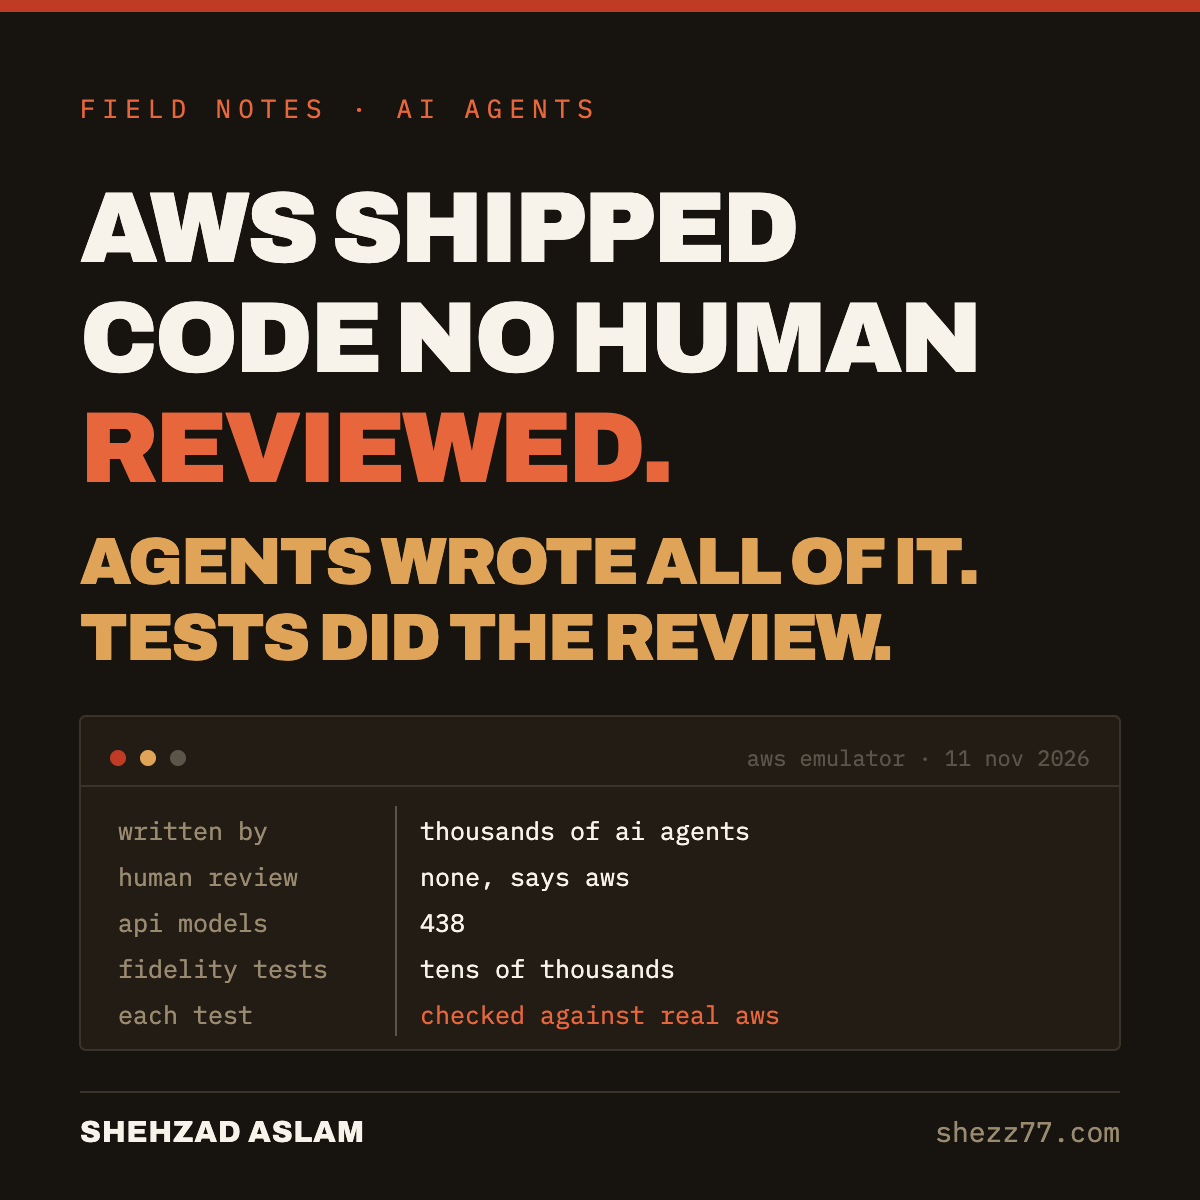 FIELD NOTES · AI AGENTS
AWS SHIPPED
CODE NO HUMAN
REVIEWED.
AGENTS WROTE ALL OF IT.
TESTS DID THE REVIEW.
aws emulator · 11 nov 2026
written by thousands of ai agents
human review none, says aws
api models 438
fidelity tests tens of thousands
each test checked against real aws
SHEHZAD ASLAM
shezz77.com